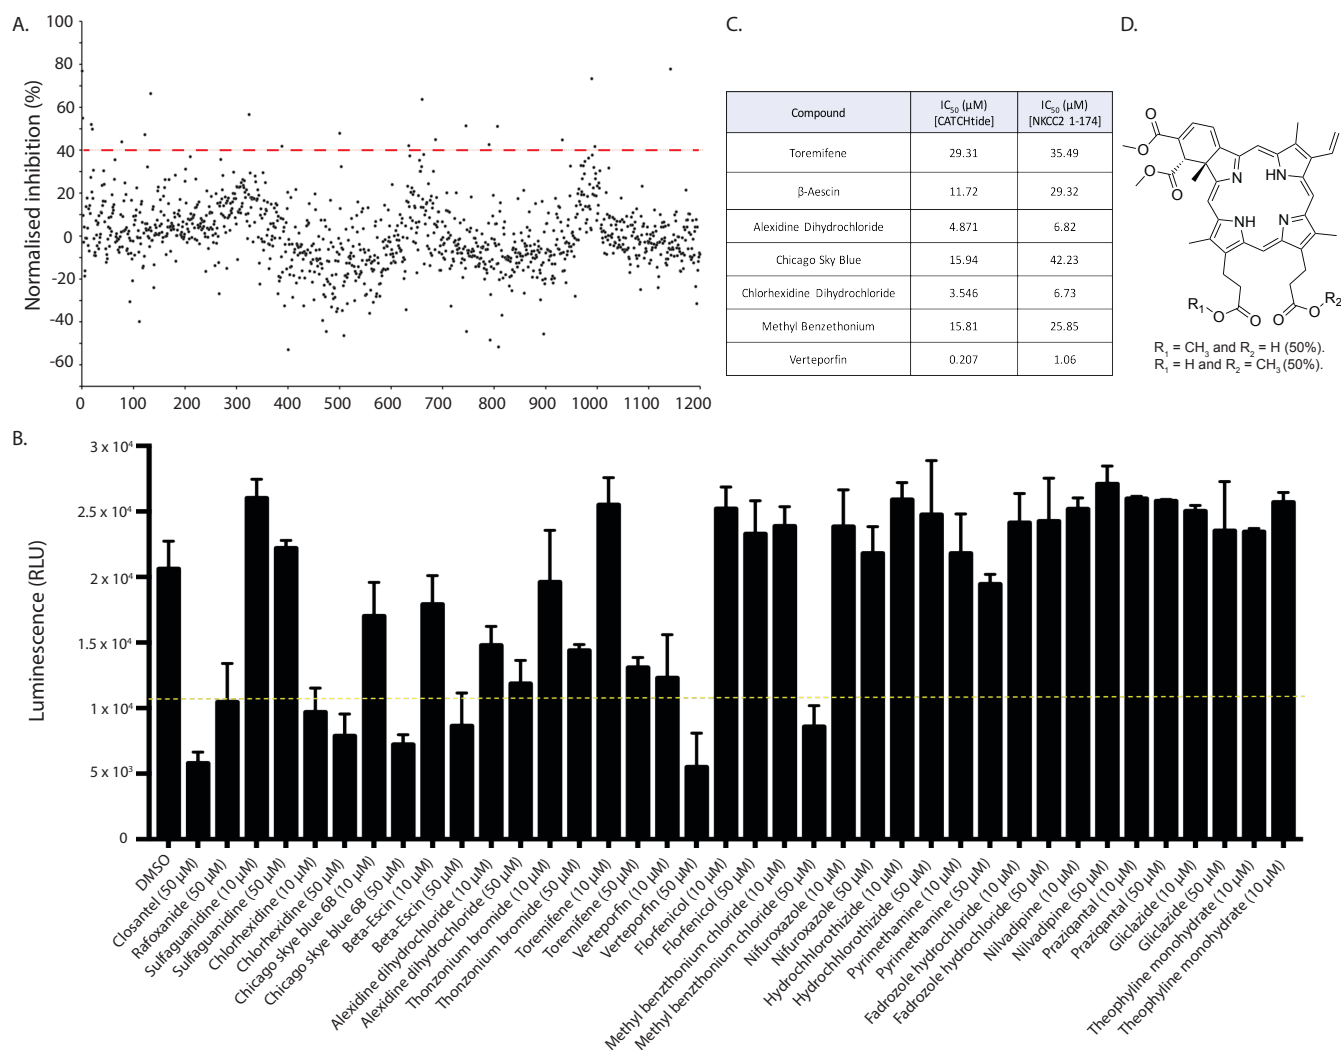 A.
100
80
60
40
20
0
-20
-40
-60
Normalised inhibition (%)
0
100
200
300
400
500
600
700
800
900
1000
1100
1200
C.
Compound
IC50 (µM)
[CATCHtide]
IC50 (µM)
[NKCC2 1-174]
Toremifene 29.31 35.49
β-Aescin 11.72 29.32
Alexidine Dihydrochloride 4.871 6.82
Chicago Sky Blue 15.94 42.23
Chlorhexidine Dihydrochloride 3.546 6.73
Methyl Benzethonium 15.81 25.85
Verteporfin 0.207 1.06
D.
O
O
O
O
N
HN
NH
N
R1
O
O
O
O
R2
R1 = CH3 and R2 = H (50%).
R1 = H and R2 = CH3 (50%).
B.
3 x 10⁴
2.5 x 10⁴
2 x 10⁴
1.5 x 10⁴
1 x 10⁴
5 x 10³
0
Luminescence (RLU)
DMSO
Closantel (50 µM)
Rafoxanide (50 µM)
Sulfaguanidine (10 µM)
Sulfaguanidine (50 µM)
Chlorhexidine (10 µM)
Chlorhexidine (50 µM)
Chicago skye blue 6B (10 µM)
Chicago skye blue 6B (50 µM)
Beta-Escin (10 µM)
Beta-Escin (50 µM)
Alexidine dihydrochloride (10 µM)
Alexidine dihydrochloride (50 µM)
Thonzonium bromide (10 µM)
Thonzonium bromide (50 µM)
Toremifene (10 µM)
Toremifene (50 µM)
Verteporfin (10 µM)
Verteporfin (50 µM)
Florfenicol (10 µM)
Florfenicol (50 µM)
Methyl benzthonium chloride (10 µM)
Methyl benzthonium chloride (50 µM)
Nifuroxazole (10 µM)
Nifuroxazole (50 µM)
Hydrochlorothizide (10 µM)
Hydrochlorothizide (50 µM)
Pyrimethamine (10 µM)
Pyrimethamine (50 µM)
Fadrozole hydrochloride (10 µM)
Fadrozole hydrochloride (50 µM)
Nilvadpine (10 µM)
Nilvadpine (50 µM)
Praziqantal (10 µM)
Praziqantal (50 µM)
Gliclazide (10 µM)
Gliclazide (50 µM)
Theophyline monohydrate (10 µM)
Theophyline monohydrate (10 µM)